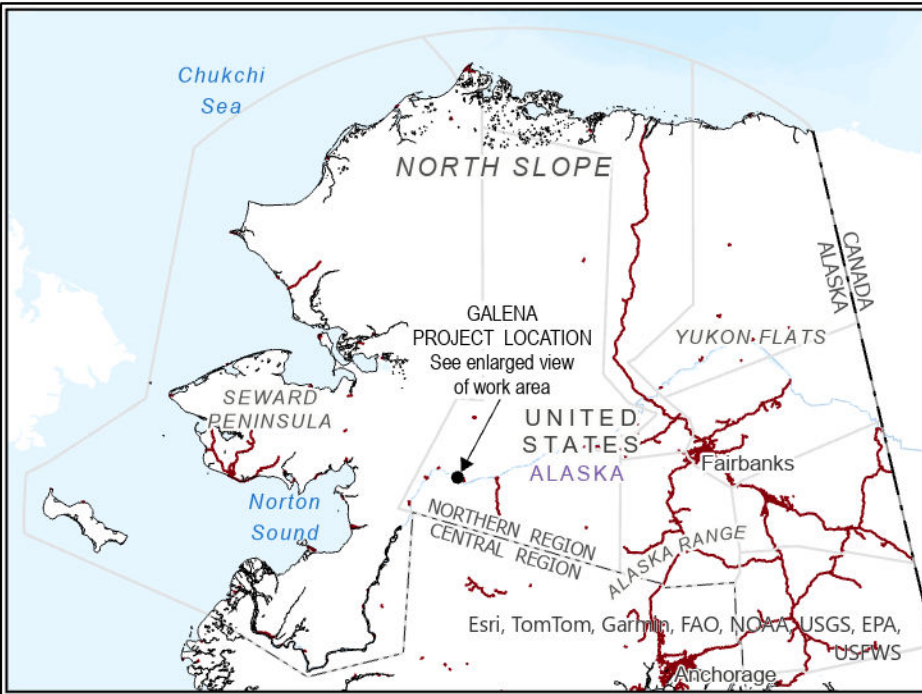 Chukchi
Sea
NORTH SLOPE
CANADA
ALASKA
GALENA
PROJECT LOCATION
See enlarged view
of work area
YUKON FLATS
SEWARD
PENINSULA
UNITED
STATES
ALASKA
Fairbanks
Norton
Sound
NORTHERN REGION
CENTRAL REGION
ALASKA RANGE
Esri, TomTom, Garmin, FAO, NOAA, USGS, EPA,
USFWS
Anchorage